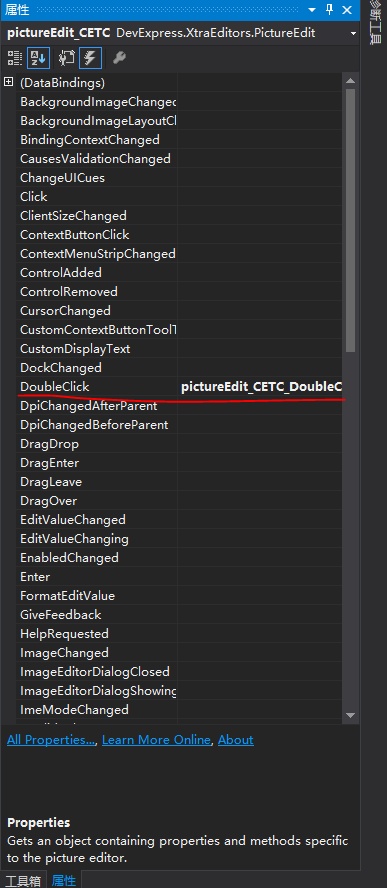 属性
pictureEdit_CETC DevExpress.XtraEditors.PictureEdit
(DataBindings)
BackgroundImageChanged
BackgroundImageLayoutCl
BindingContextChanged
CausesValidationChanged
ChangeUICues
Click
ClientSizeChanged
ContextButtonClick
ContextMenuStripChanged
ControlAdded
ControlRemoved
CursorChanged
CustomContextButtonToolT
CustomDisplayText
DockChanged
DoubleClick pictureEdit_CETC_DoubleC
DpiChangedAfterParent
DpiChangedBeforeParent
DragDrop
DragEnter
DragLeave
DragOver
EditValueChanged
EditValueChanging
EnabledChanged
Enter
FormatEditValue
GiveFeedback
HelpRequested
ImageChanged
ImageEditorDialogClosed
ImageEditorDialogShowing
ImeModeChanged
All Properties..., Learn More Online, About
Properties
Gets an object containing properties and methods specific
to the picture editor.
工具箱 属性
诊断工具